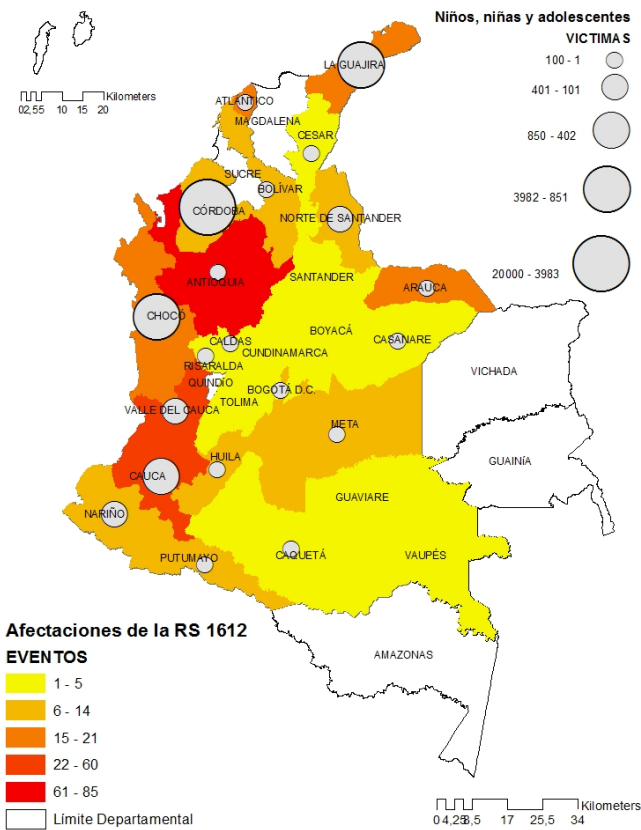 Niños, niñas y adolescentes
VICTIMAS
100 - 1
401 - 101
850 - 402
3982 - 851
20000 - 3983
Kilometers
02,55 10 15 20
LA GUAJIRA
ATLÁNTICO
MAGDALENA
CESAR
SUCRE
BOLÍVAR
CÓRDOBA
NORTE DE SANTANDER
ANTIOQUIA
SANTANDER
ARAUCA
CHOCÓ
BOYACÁ
CALDAS
CASANARE
CUNDINAMARCA
RISARALDA
VICHADA
QUINDÍO
BOGOTÁ D.C.
TOLIMA
VALLE DEL CAUCA
META
HUILA
GUAINíA
CAUCA
GUAVIARE
NARIÑO
PUTUMAYO
CAQUETÁ
VAUPÉS
AMAZONAS
Afectaciones de la RS 1612
EVENTOS
1 - 5
6 - 14
15 - 21
22 - 60
61 - 85
Límite Departamental
Kilometers
17 25,5 34